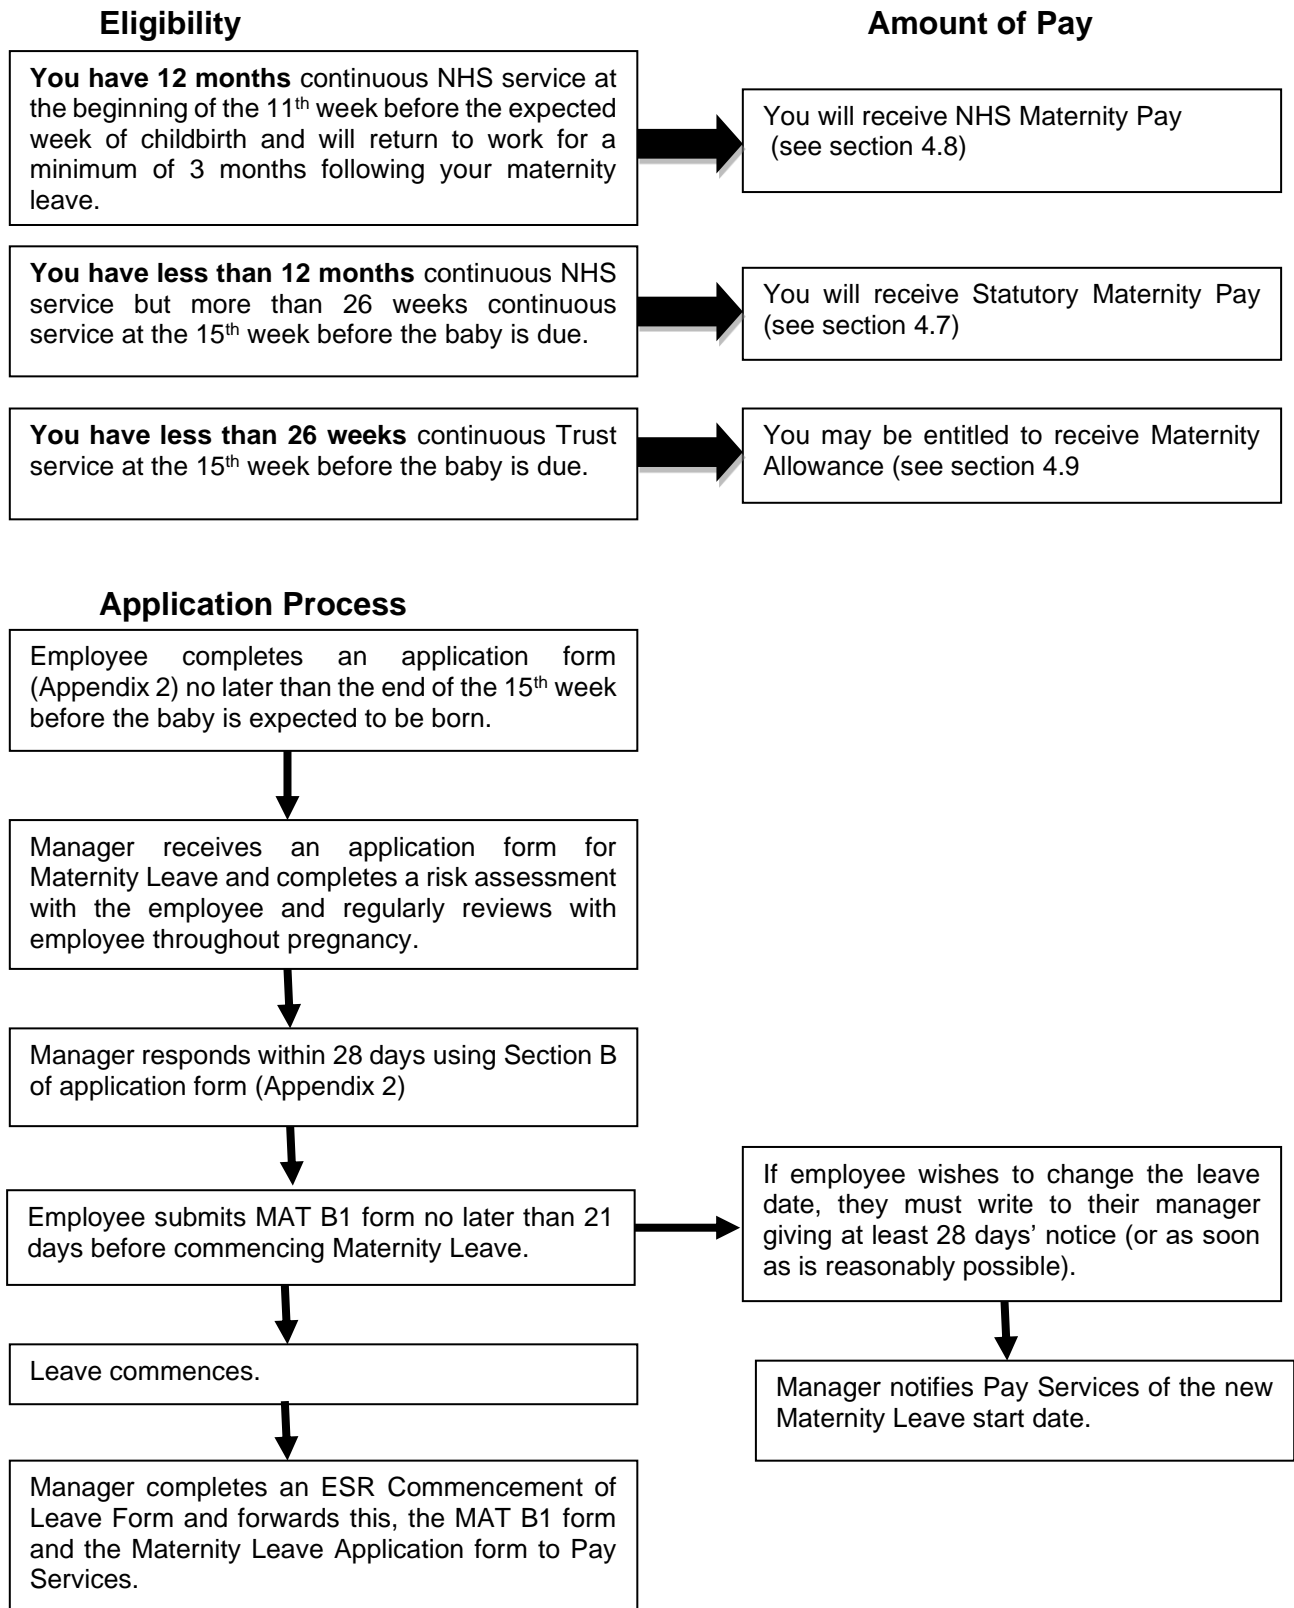 Eligibility
Amount of Pay
You have 12 months continuous NHS service at
the beginning of the 11th week before the expected
week of childbirth and will return to work for a
minimum of 3 months following your maternity
leave.
You will receive NHS Maternity Pay
(see section 4.8)
You have less than 12 months continuous NHS
service but more than 26 weeks continuous
service at the 15th week before the baby is due.
You will receive Statutory Maternity Pay
(see section 4.7)
You have less than 26 weeks continuous Trust
service at the 15th week before the baby is due.
You may be entitled to receive Maternity
Allowance (see section 4.9
Application Process
Employee completes an application form
(Appendix 2) no later than the end of the 15th week
before the baby is expected to be born.
Manager receives an application form for
Maternity Leave and completes a risk assessment
with the employee and regularly reviews with
employee throughout pregnancy.
Manager responds within 28 days using Section B
of application form (Appendix 2)
Employee submits MAT B1 form no later than 21
days before commencing Maternity Leave.
If employee wishes to change the leave
date, they must write to their manager
giving at least 28 days’ notice (or as soon
as is reasonably possible).
Leave commences.
Manager notifies Pay Services of the new
Maternity Leave start date.
Manager completes an ESR Commencement of
Leave Form and forwards this, the MAT B1 form
and the Maternity Leave Application form to Pay
Services.